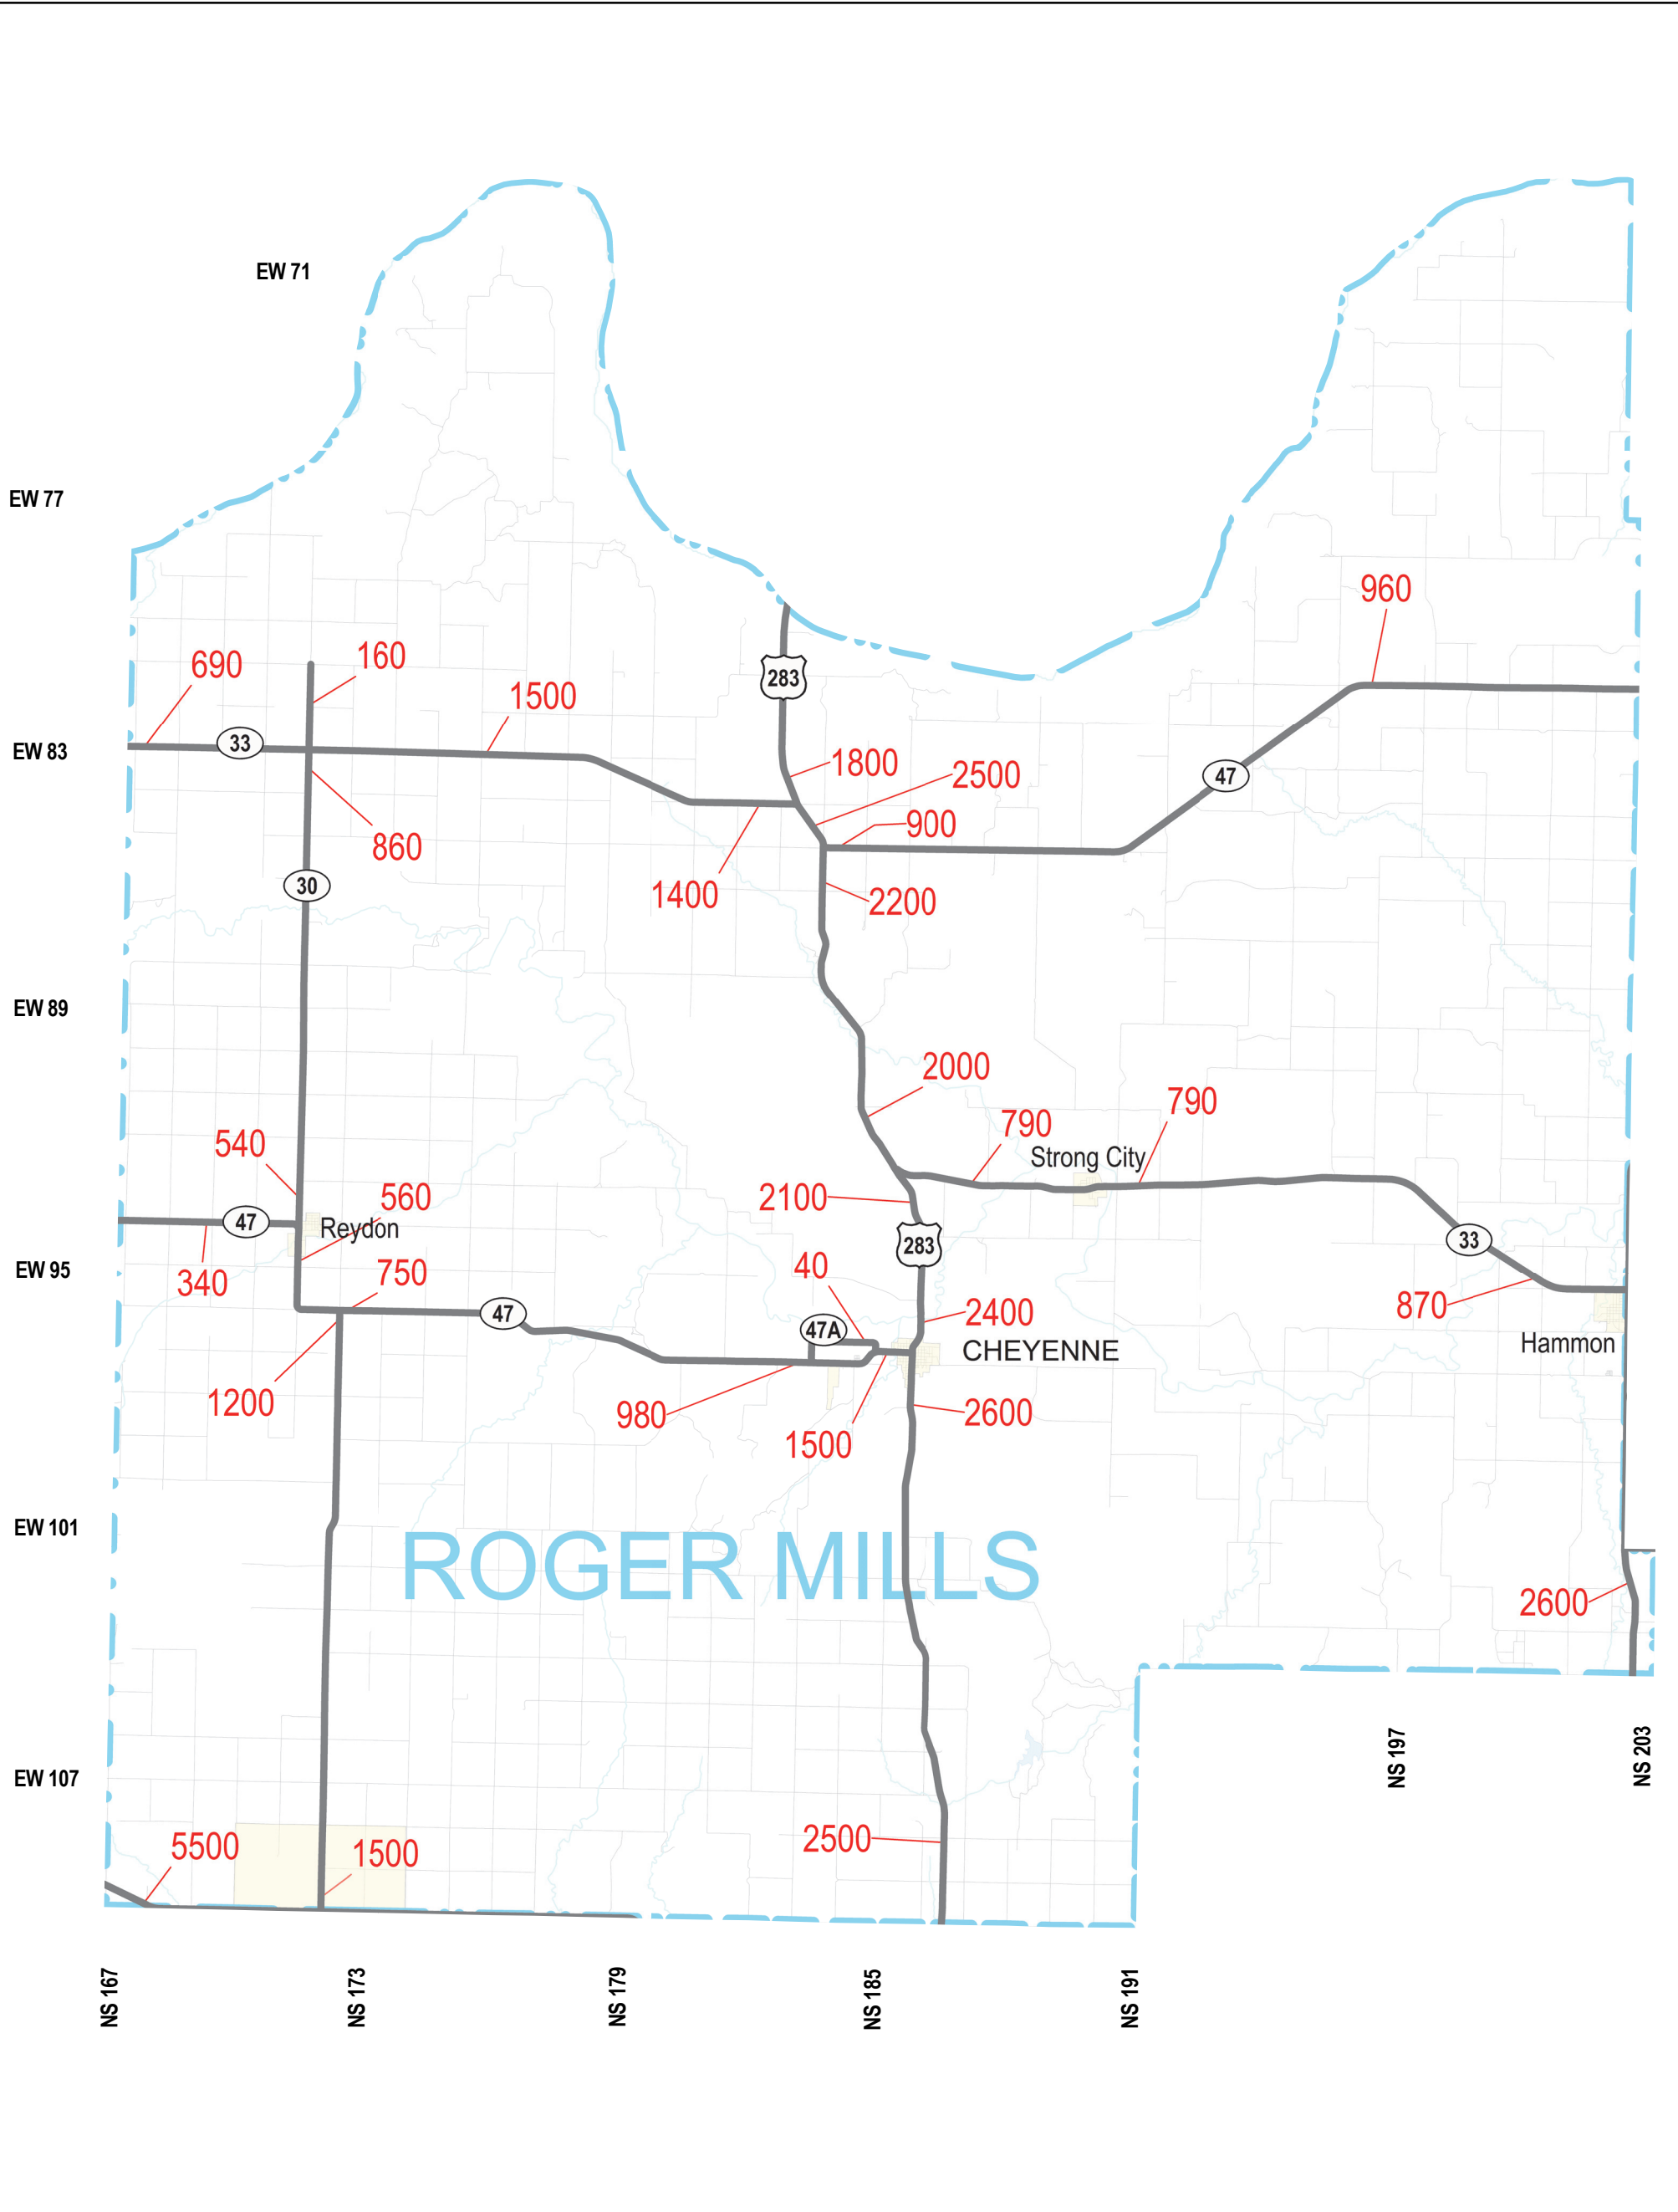 EW 71
EW 77
960
690
160
1500
283
33
EW 83
1800
2500
47
900
860
1400
2200
30
EW 89
2000
790
790
540
Strong City
560
2100
47
Reydon
33
283
EW 95
340
750
40
870
47
2400
47A
Hammon
CHEYENNE
1200
980
2600
1500
EW 101
ROGER MILLS
2600
NS 197
NS 203
EW 107
5500
1500
2500
NS 167
NS 173
NS 179
NS 185
NS 191